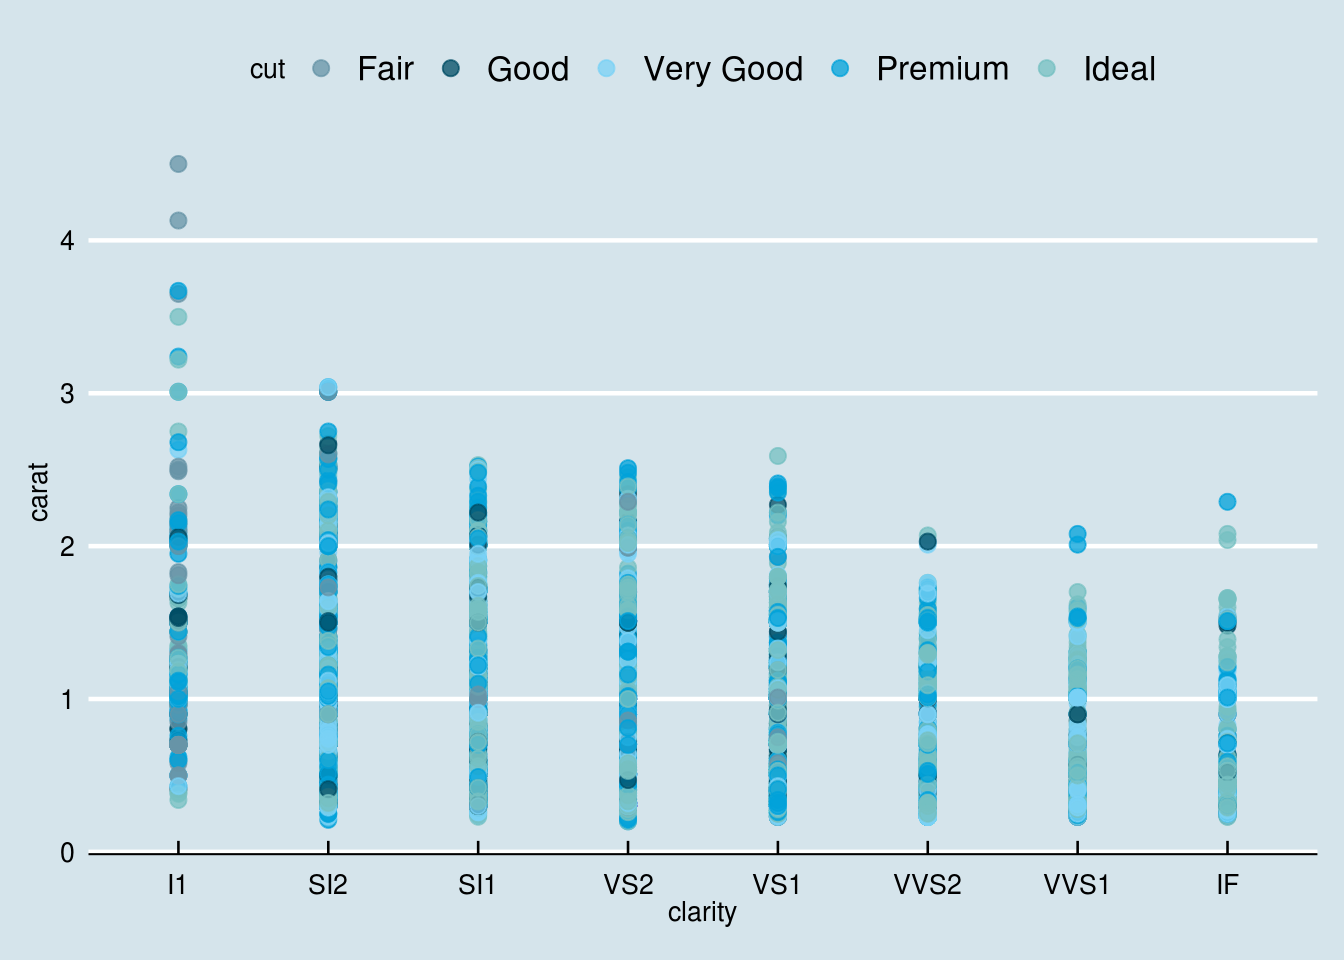 cut Fair Good Very Good Premium Ideal
4
3
2
1
0
carat
I1 SI2 SI1 VS2 VS1 VVS2 VVS1 IF
clarity